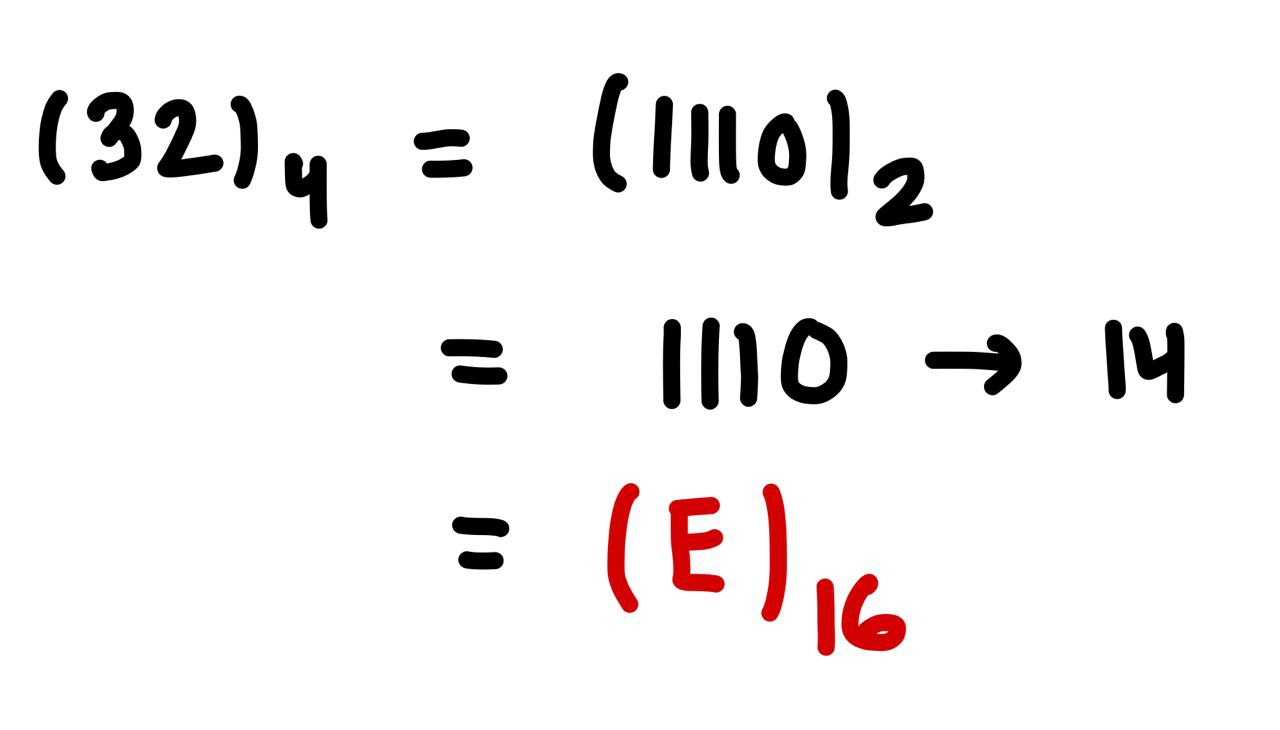 (32)₄ = (1110)₂
= 1110 → 14
= (E)₁₆